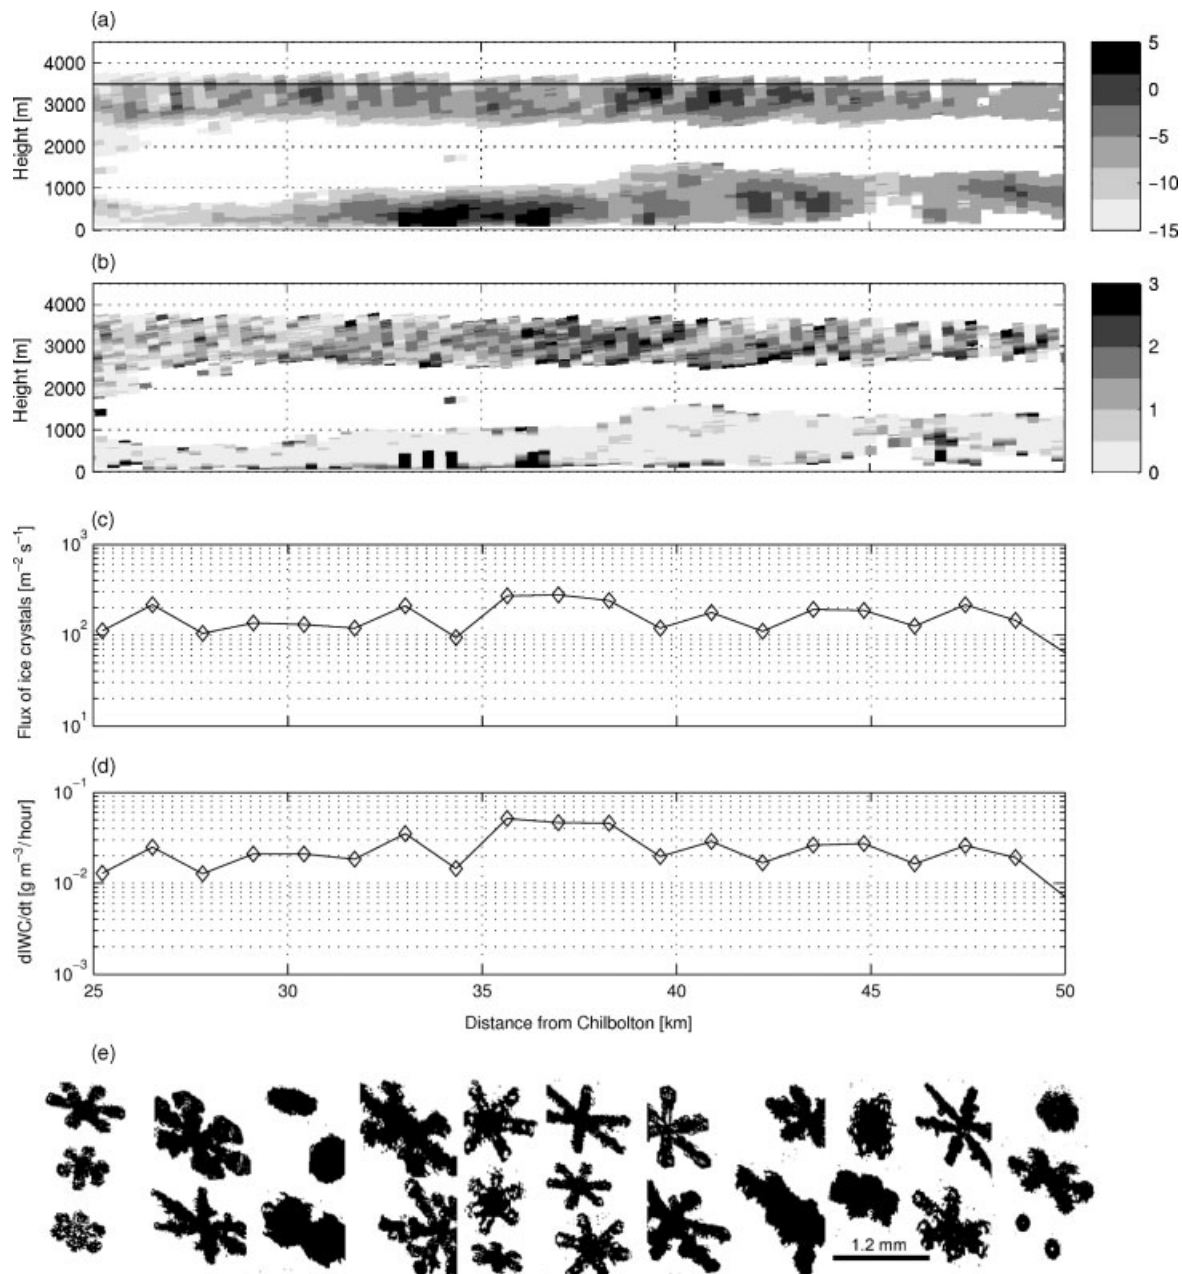 (a)
Height [m]
4000
3000
2000
1000
0
5
0
−5
−10
−15
(b)
Height [m]
4000
3000
2000
1000
0
3
2
1
0
(c)
Flux of ice crystals [m⁻² s⁻¹]
10³
10²
10¹
(d)
dIWC/dt [g m⁻³/hour]
10⁻¹
10⁻²
10⁻³
25 30 35 40 45 50
Distance from Chilbolton [km]
(e)
1.2 mm